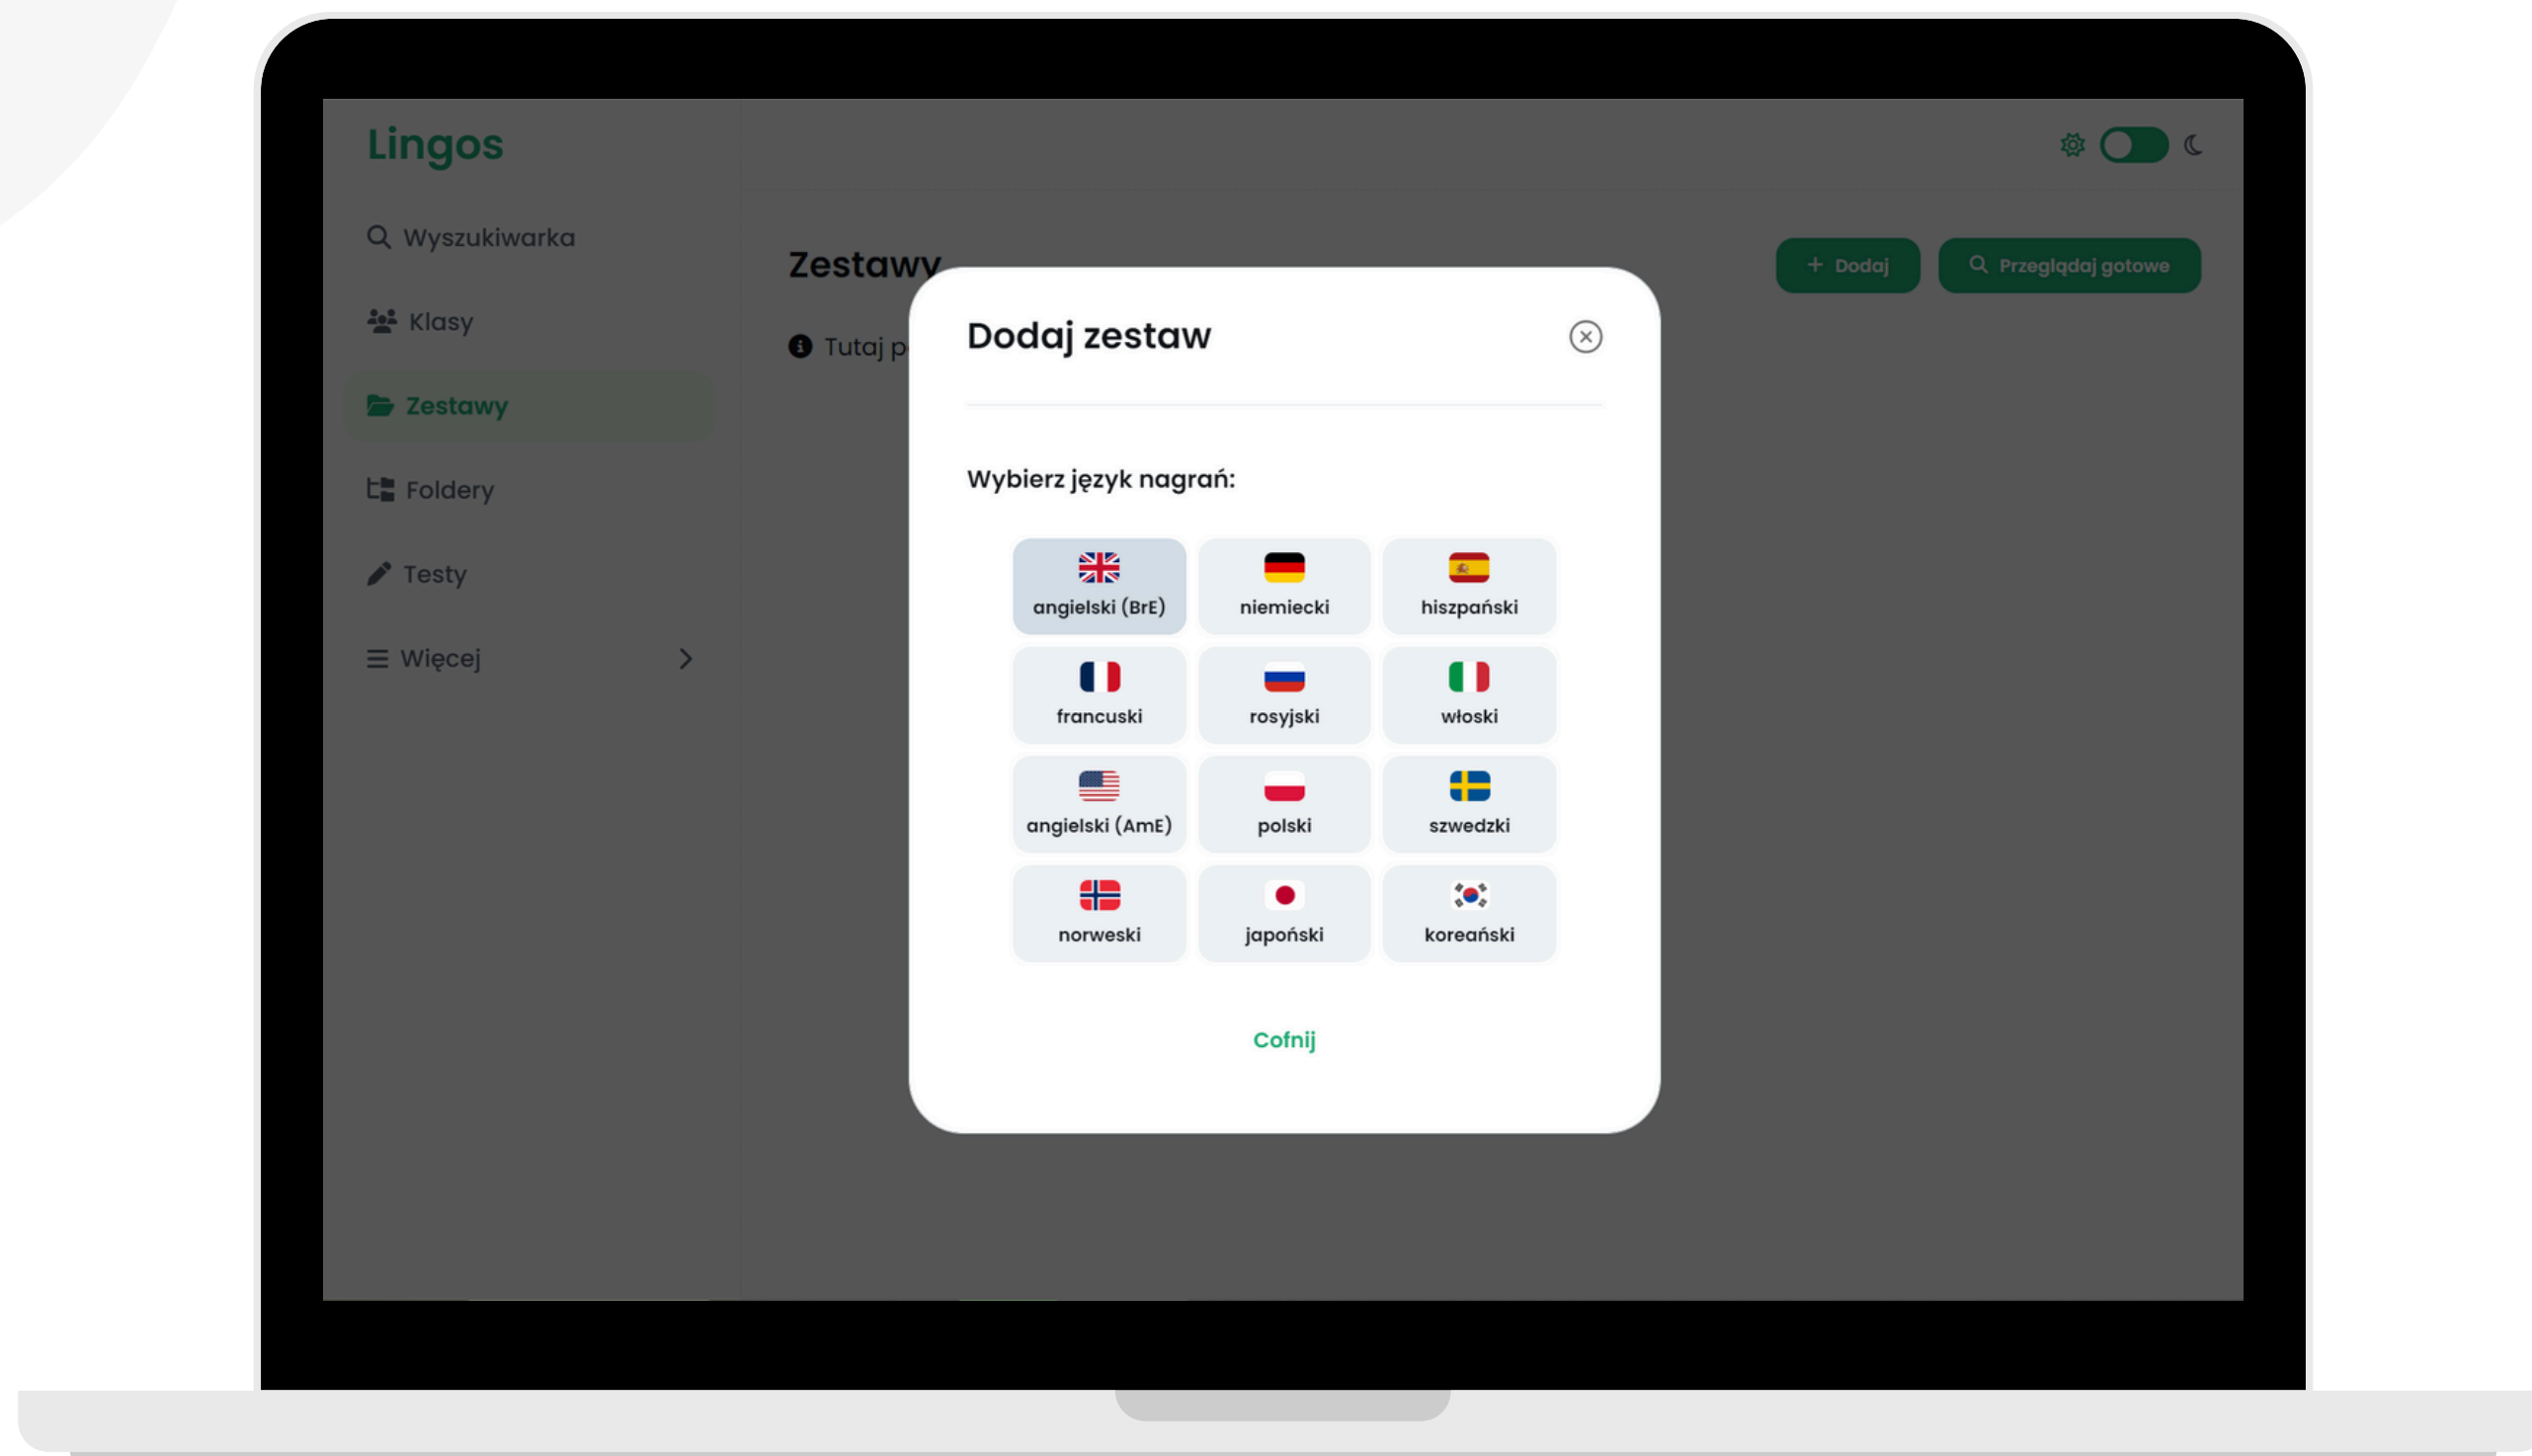 Lingos
Wyszukiwarka
Klasy
Zestawy
Foldery
Testy
Więcej
Zestawy
+ Dodaj
Przeglądaj gotowe
Tutaj
Dodaj zestaw
Wybierz język nagrań:
angielski (BrE)
niemiecki
hiszpański
francuski
rosyjski
włoski
angielski (AmE)
polski
szwedzki
norweski
japoński
koreański
Cofnij